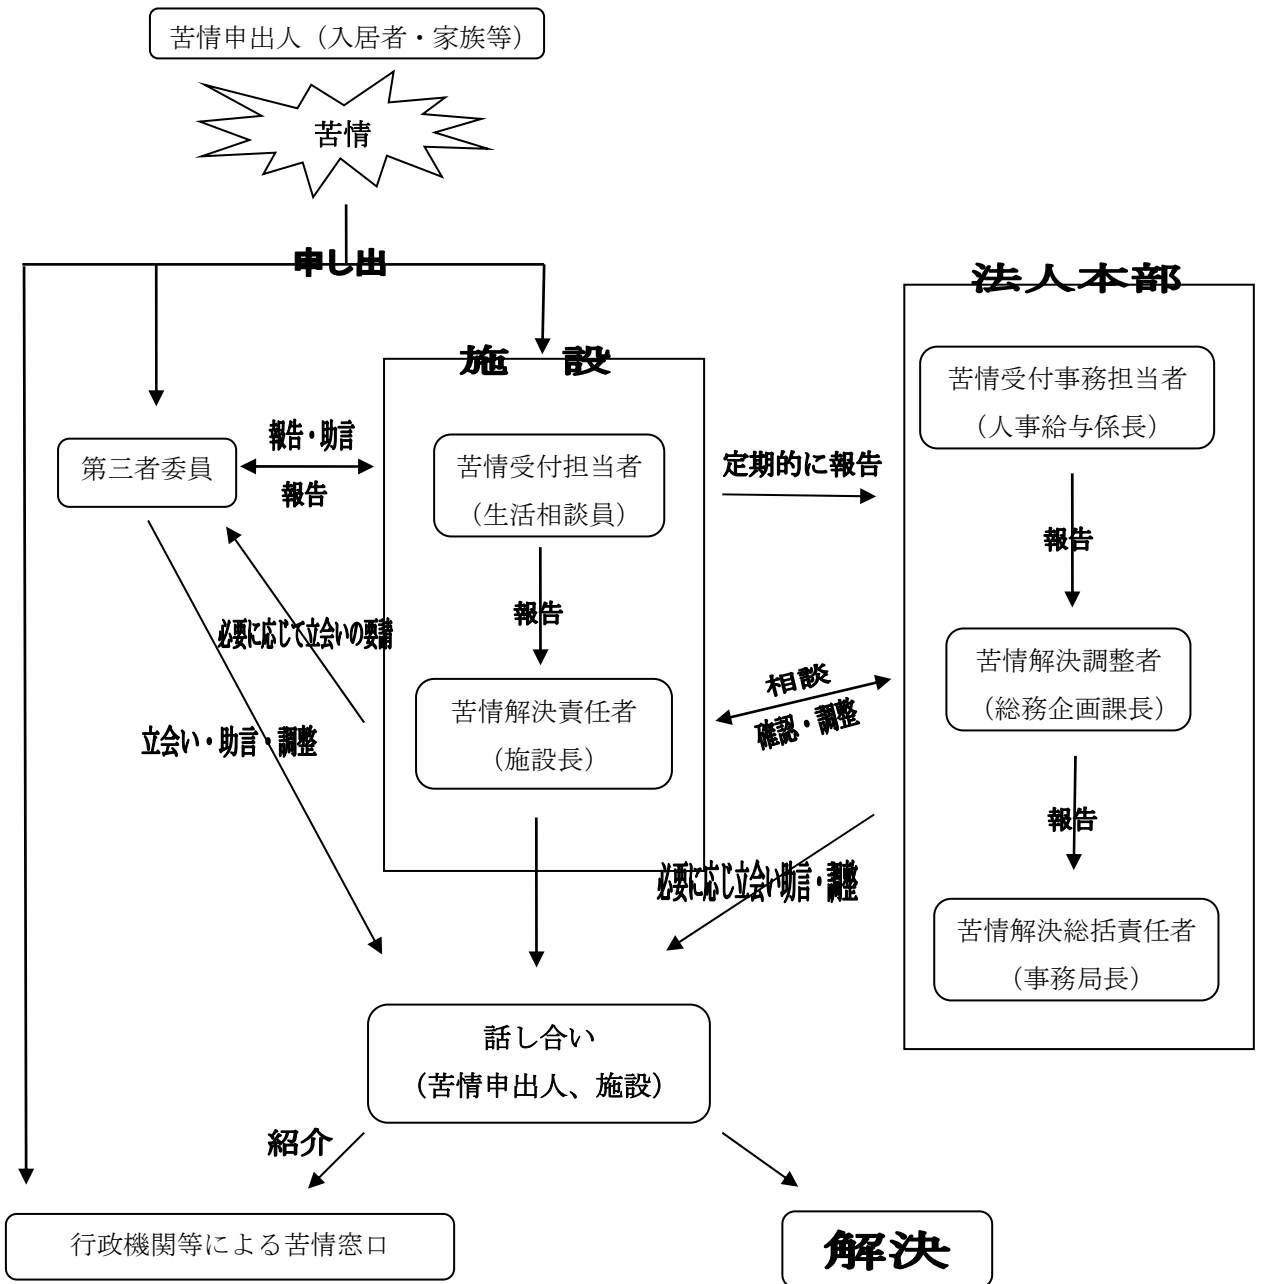 苦情申出人（入居者・家族等）
苦情
申し出
法人本部
施 設
苦情受付事務担当者
（人事給与係長）
第三者委員
報告・助言
報告
苦情受付担当者
（生活相談員）
定期的に報告
報告
報告
必要に応じて立会いの要請
苦情解決責任者
（施設長）
相談
確認・調整
苦情解決調整者
（総務企画課長）
立会い・助言・調整
報告
必要に応じ立会い助言・調整
苦情解決総括責任者
（事務局長）
話し合い
（苦情申出人、施設）
紹介
行政機関等による苦情窓口
解決